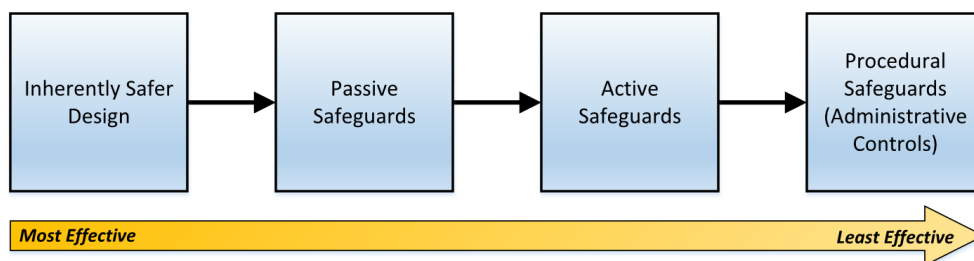 Inherently Safer
Design
Passive
Safeguards
Active
Safeguards
Procedural
Safeguards
(Administrative
Controls)
Most Effective
Least Effective